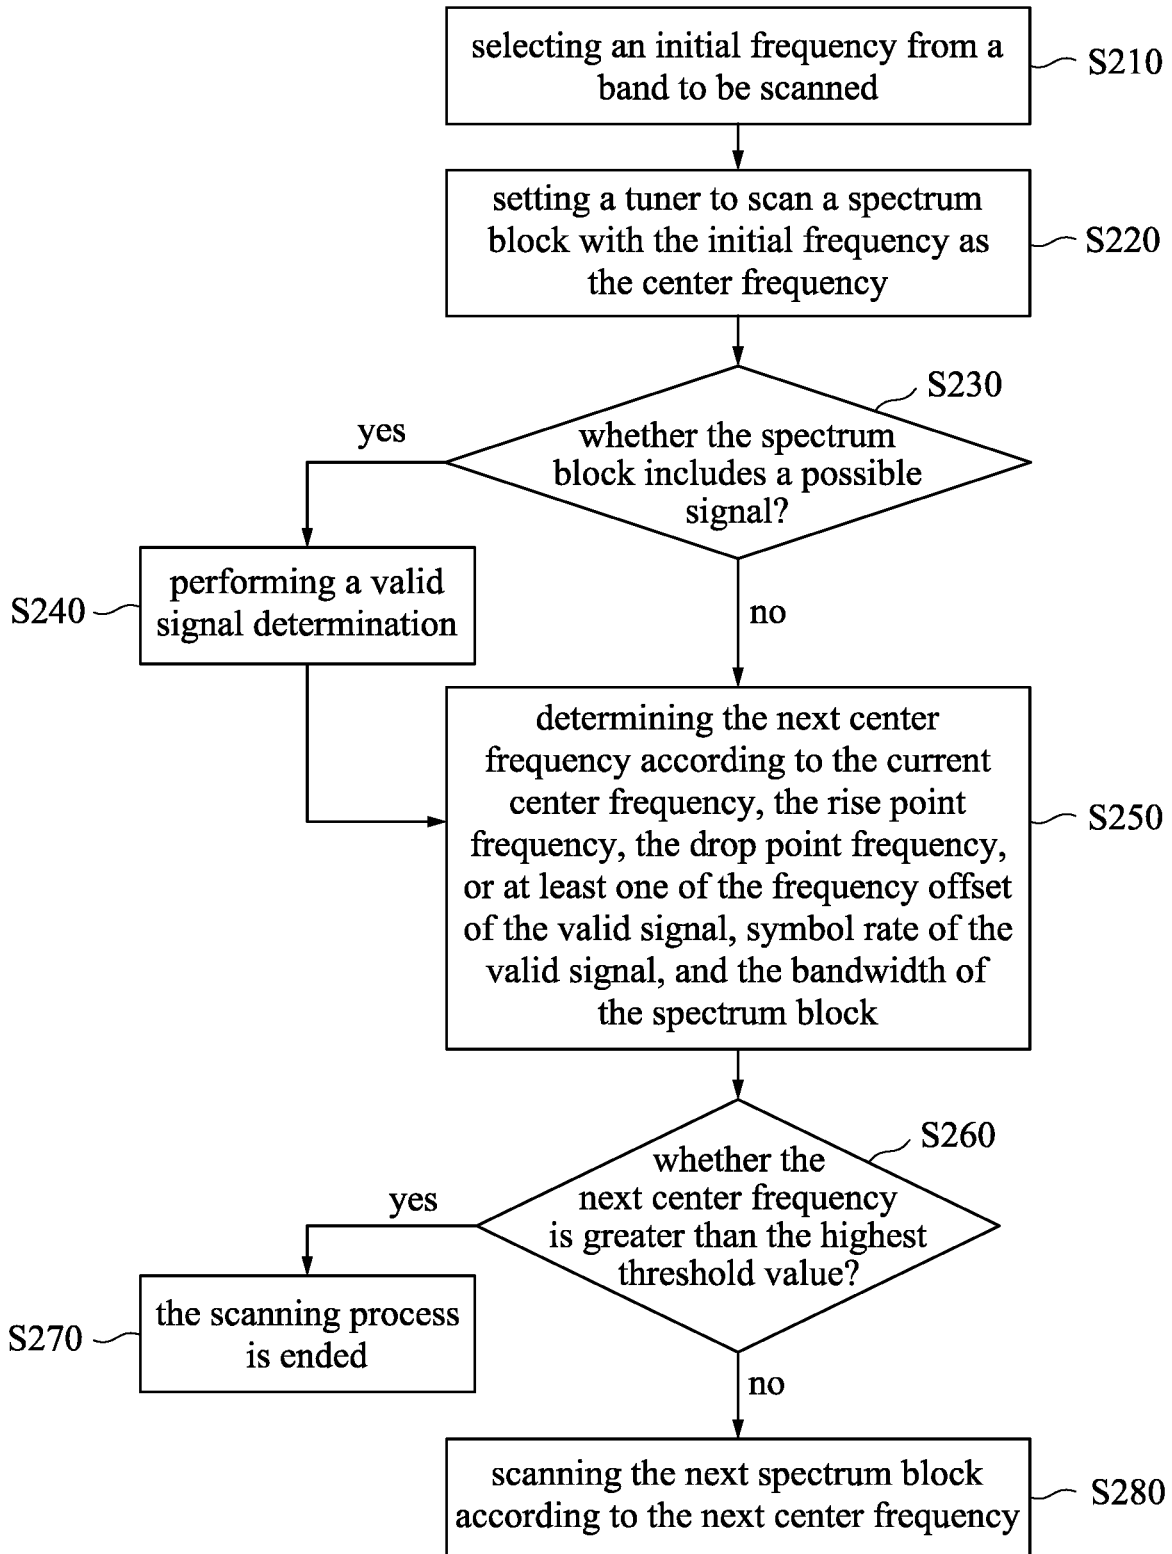 selecting an initial frequency from a
band to be scanned
S210
setting a tuner to scan a spectrum
block with the initial frequency as
the center frequency
S220
S230
whether the spectrum
block includes a possible
signal?
yes
no
performing a valid
signal determination
S240
determining the next center
frequency according to the current
center frequency, the rise point
frequency, the drop point frequency,
or at least one of the frequency offset
of the valid signal, symbol rate of the
valid signal, and the bandwidth of
the spectrum block
S250
S260
whether the
next center frequency
is greater than the highest
threshold value?
yes
the scanning process
is ended
S270
no
scanning the next spectrum block
according to the next center frequency
S280